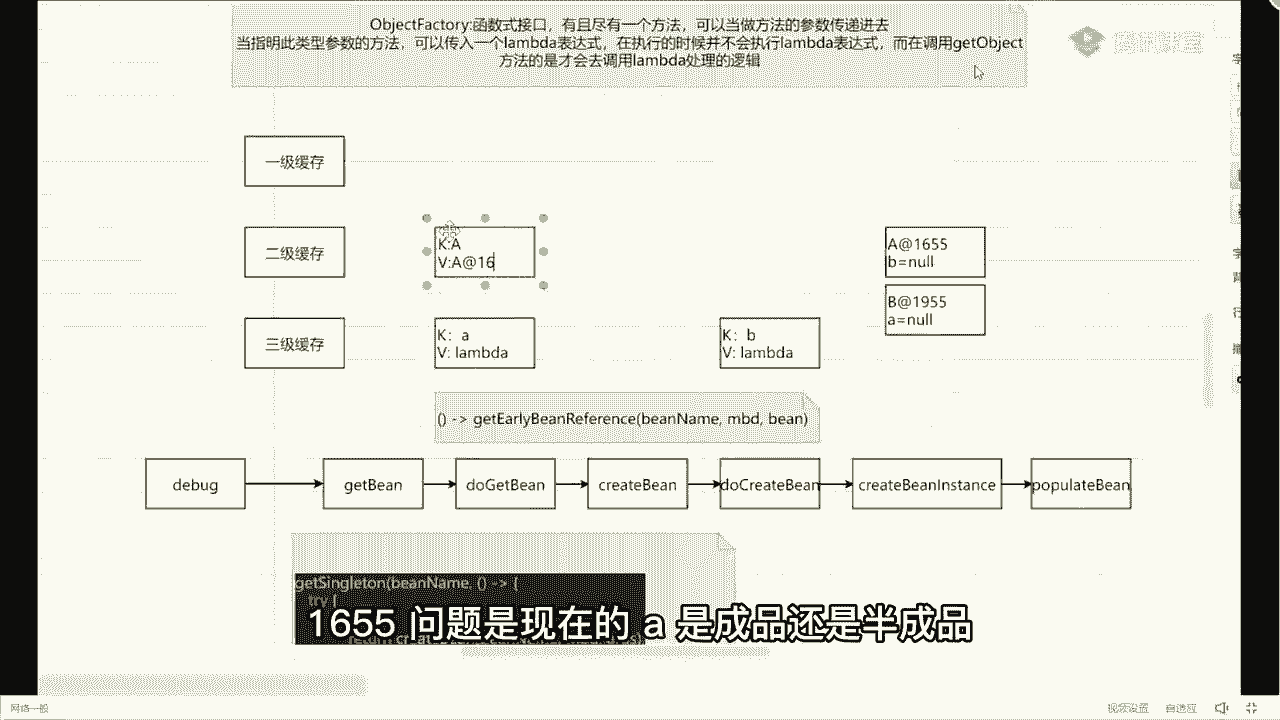 ObjectFactory:函数式接口，有且尽有一个方法，可以当做方法的参数传递进去
当指明此类型参数的方法，可以传入一个lambda表达式，在执行的时候并不会执行lambda表达式，而在调用getObject
方法的是才会去调用lambda处理的逻辑
一级缓存
二级缓存
K:A
V:A@16
A@1655
b=null
B@1955
a=null
三级缓存
K: a
V: lambda
K: b
V: lambda
() -> getEarlyBeanReference(beanName, mbd, bean)
debug
getBean
doGetBean
createBean
doCreateBean
createBeanInstance
populateBean
getSingleton(beanName, () -> {
try {
1655 问题是现在的 a 是成品还是半成品
网络一般
视频设置
自适应